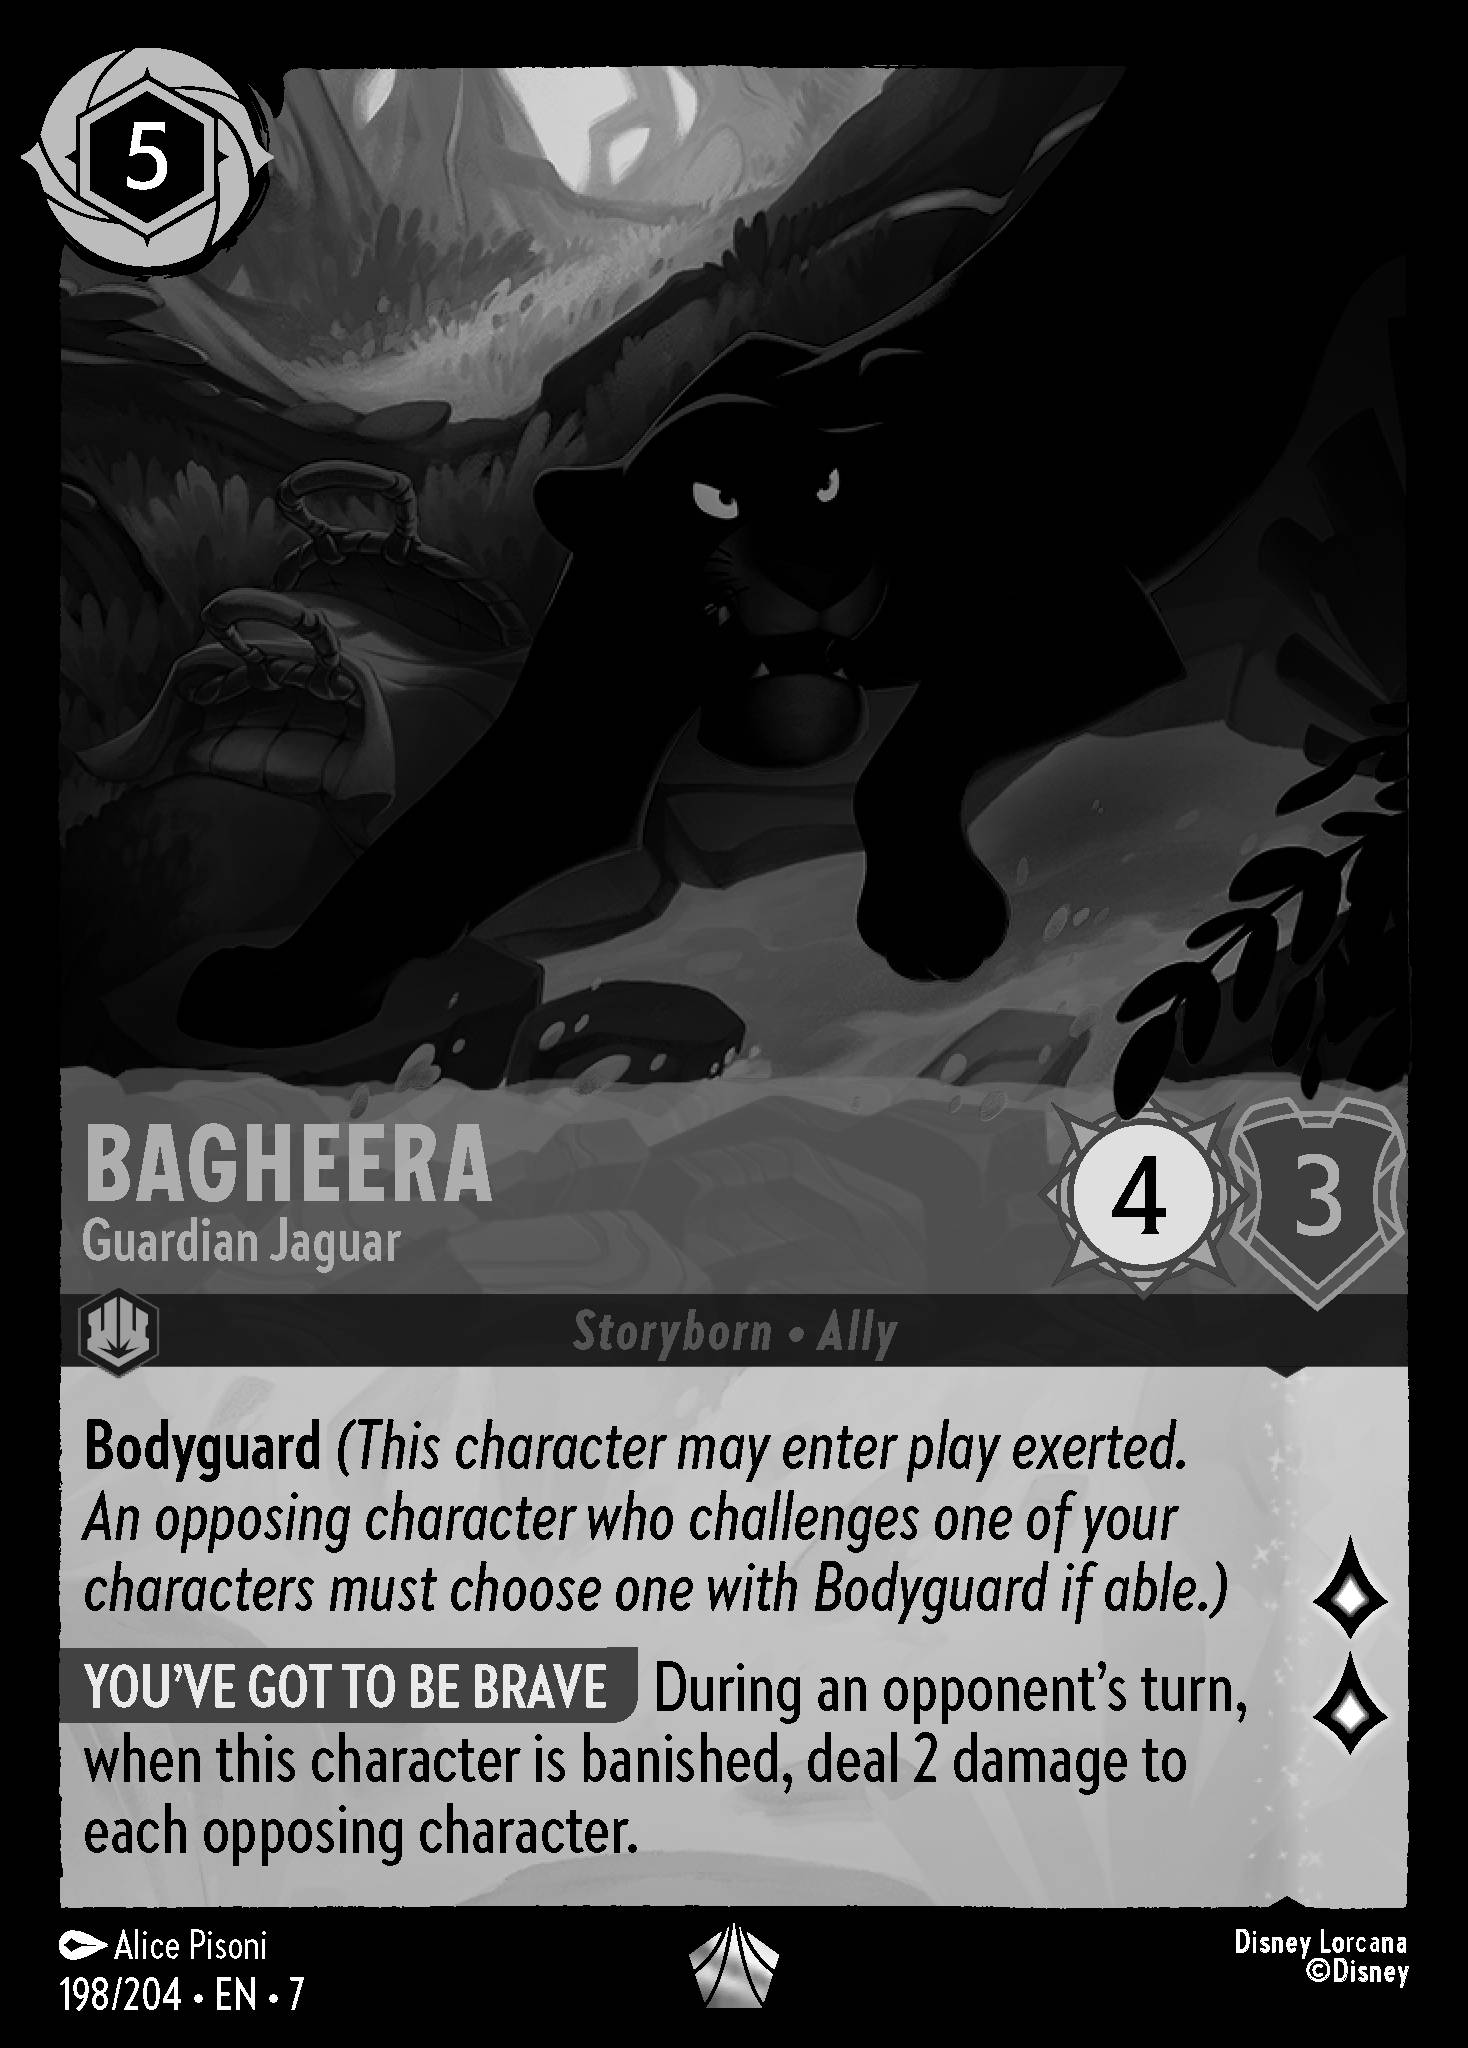 5
BAGHEERA
Guardian Jaguar
4
3
Storyborn • Ally
Bodyguard (This character may enter play exerted.
An opposing character who challenges one of your
characters must choose one with Bodyguard if able.)
YOU'VE GOT TO BE BRAVE During an opponent's turn,
when this character is banished, deal 2 damage to
each opposing character.
Alice Pisoni
198/204 • EN • 7
Disney Lorcana
©Disney